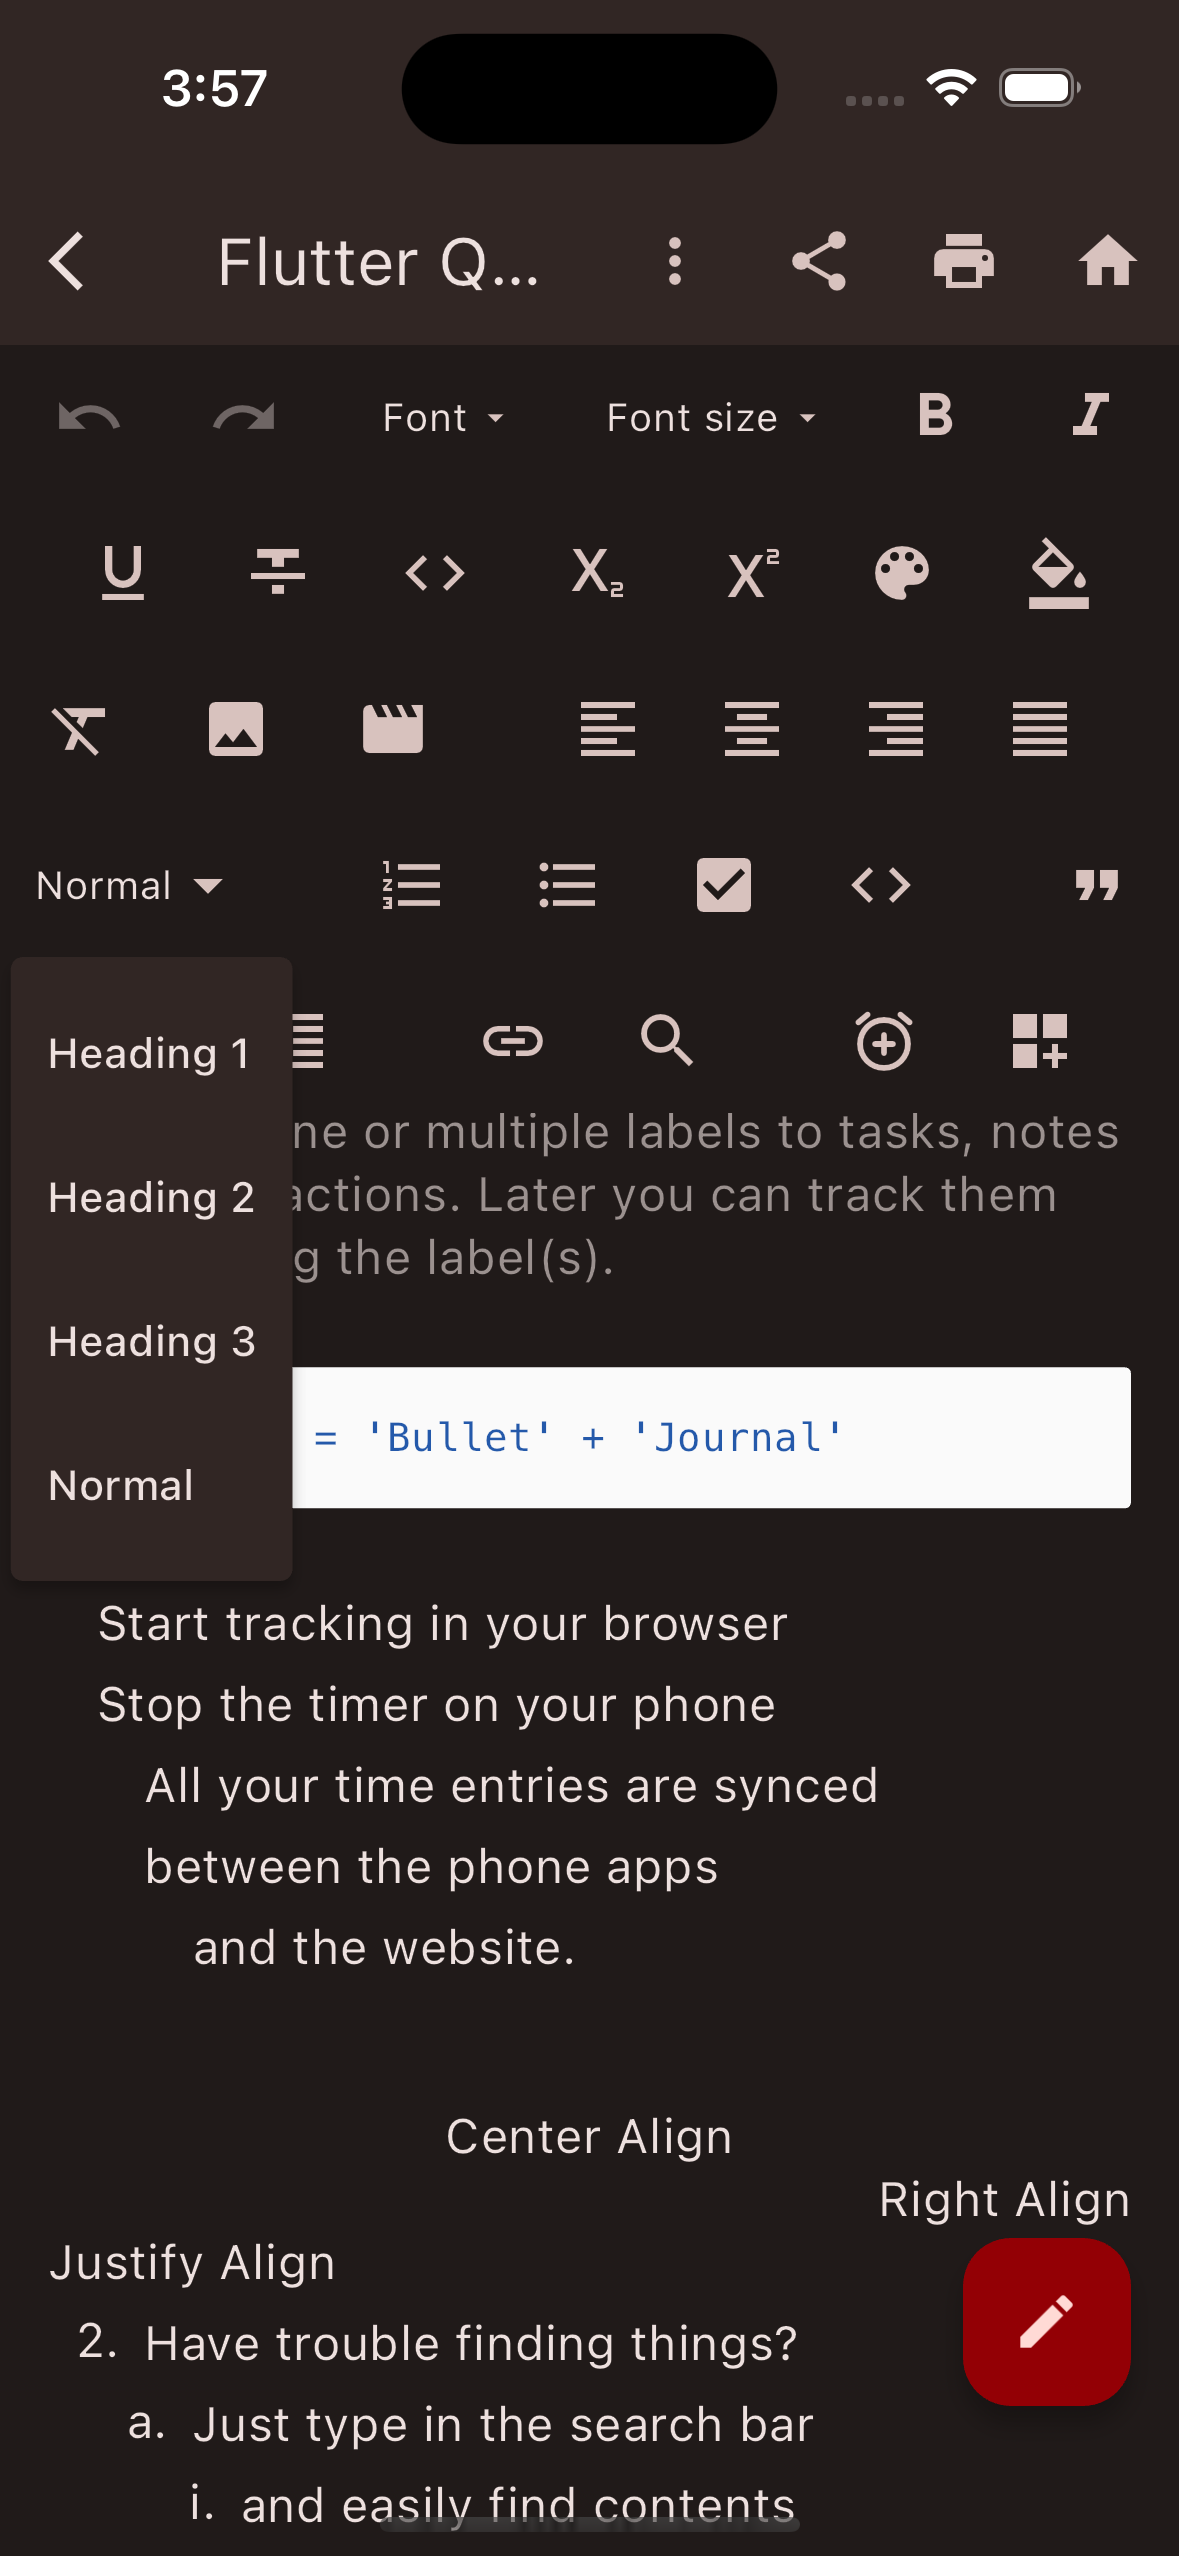 3:57
Flutter Q...
Font
Font size
Normal
Heading 1
Heading 2
Heading 3
Normal
ne or multiple labels to tasks, notes
actions. Later you can track them
g the label(s).
= 'Bullet' + 'Journal'
Start tracking in your browser
Stop the timer on your phone
All your time entries are synced
between the phone apps
and the website.
Center Align
Right Align
Justify Align
2. Have trouble finding things?
a. Just type in the search bar
i. and easily find contents